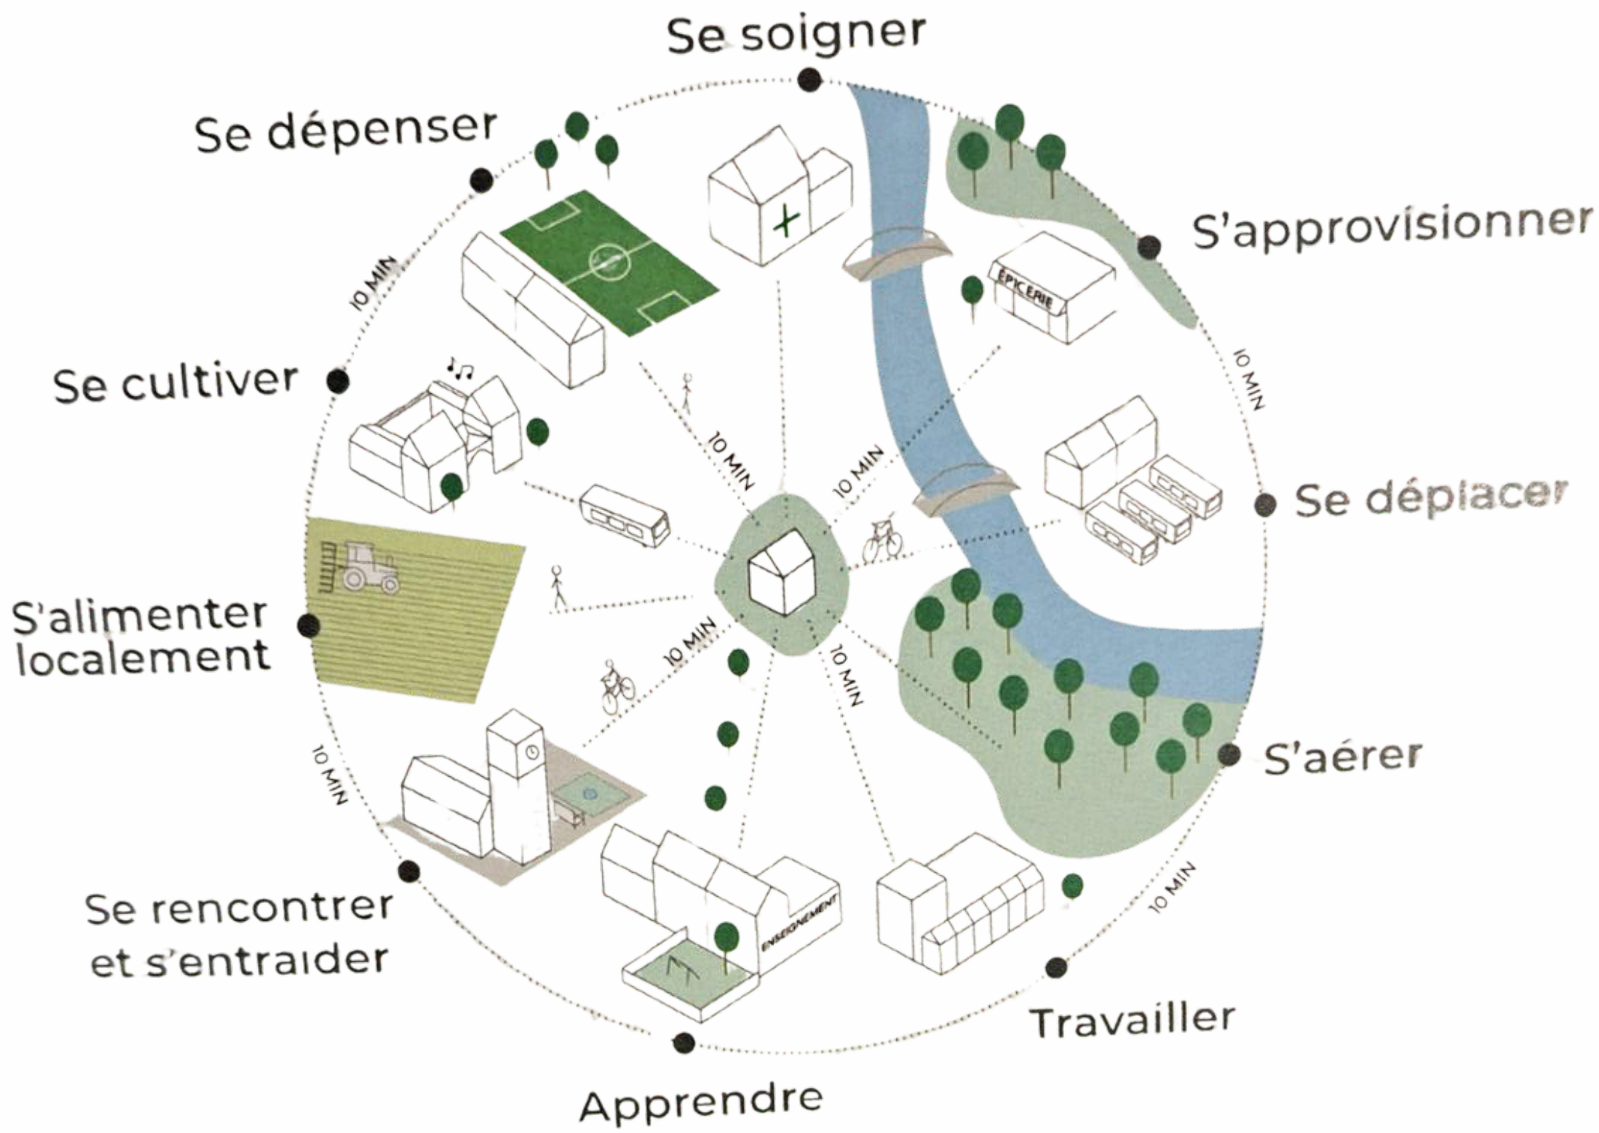 Se soigner
Se dépenser
S'approvisionner
10 MIN
ÉPICERIE
Se cultiver
10 MIN
10 MIN
10 MIN
Se déplacer
S'alimenter
localement
10 MIN
10 MIN
10 MIN
S'aérer
10 MIN
Se rencontrer
et s'entraider
ENSEIGNEMENT
Travailler
Apprendre